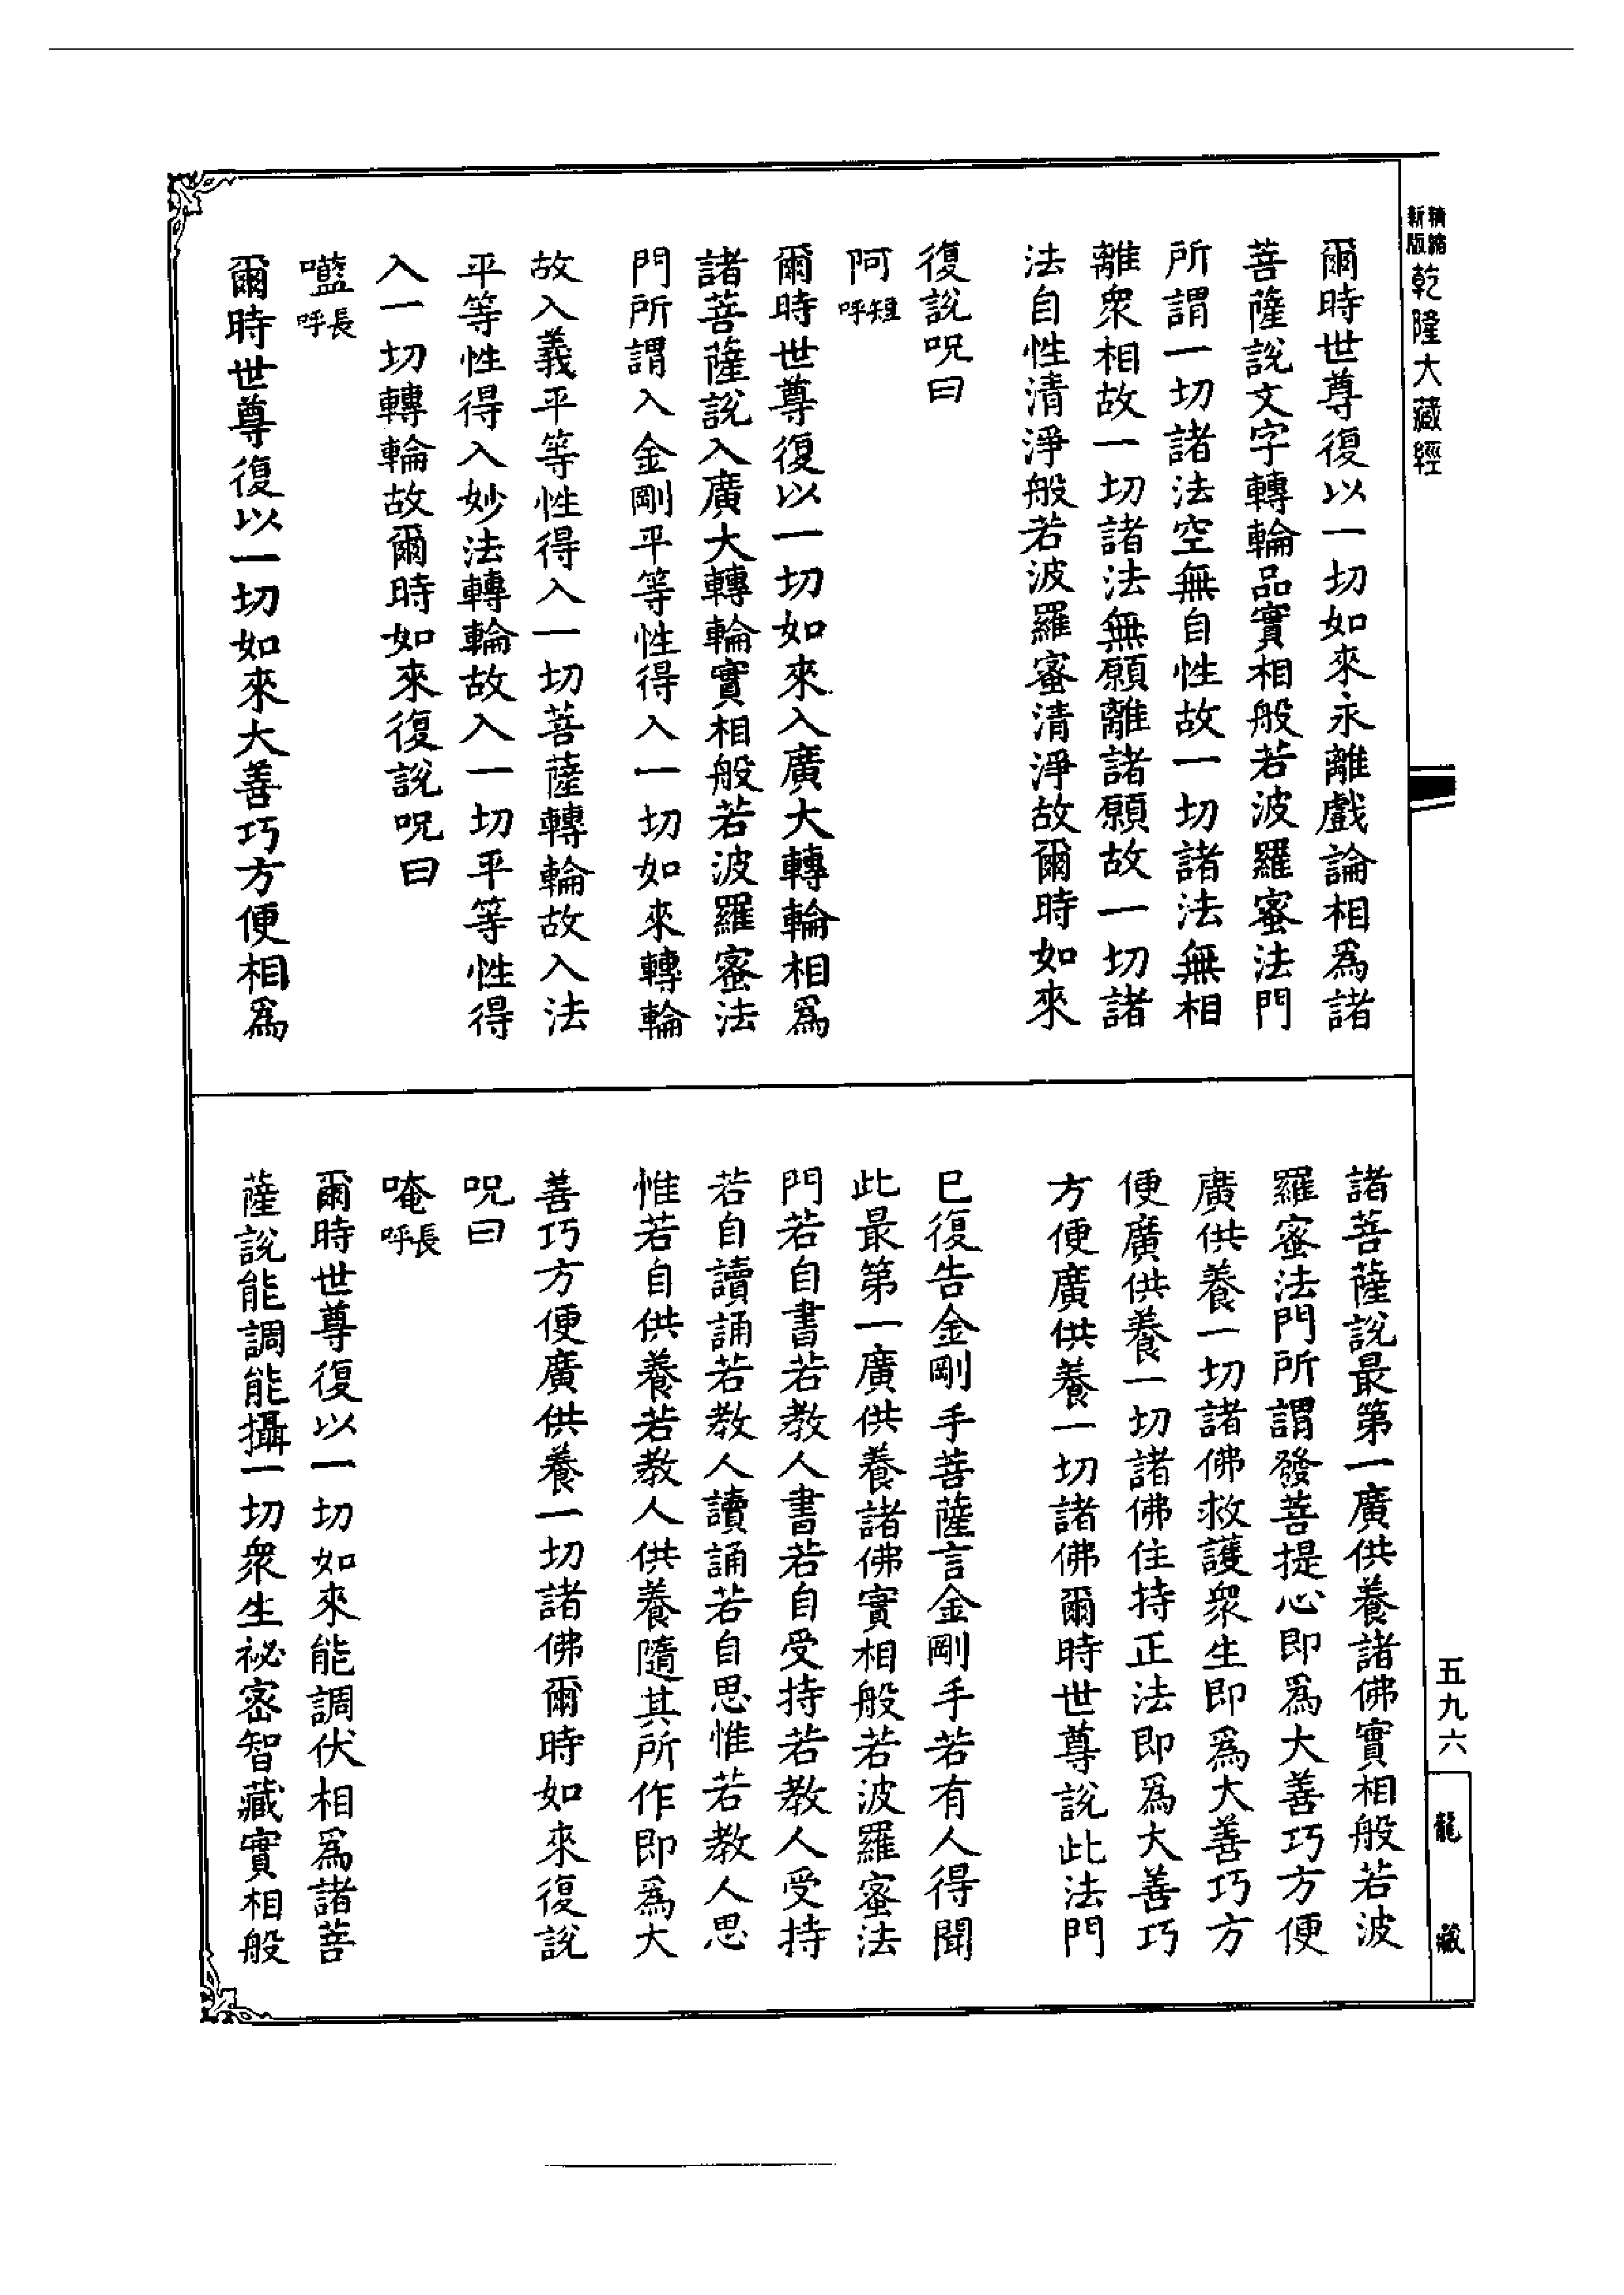 精縮新版乾隆大藏經
爾時世尊復以一切如來永離戲論相爲諸
菩薩說文字轉輪品實相般若波羅蜜法門
所謂一切諸法空無自性故一切諸法無相
離衆相故一切諸法無願離諸願故一切諸
法自性清淨般若波羅蜜清淨故爾時如來
復說呪曰
阿短呼
爾時世尊復以一切如來入廣大轉輪相爲
諸菩薩說入廣大轉輪實相般若波羅蜜法
門所謂入金剛平等性得入一切如來轉輪
故入義平等性得入一切菩薩轉輪故入法
平等性得入妙法轉輪故入一切平等性得
入一切轉輪故爾時如來復說呪曰
嚂長呼
爾時世尊復以一切如來大善巧方便相爲
諸菩薩說最第一廣供養諸佛實相般若波
羅蜜法門所謂發菩提心即爲大善巧方便
廣供養一切諸佛救護衆生即爲大善巧方
便廣供養一切諸佛住持正法即爲大善巧
方便廣供養一切諸佛爾時世尊說此法門
巳復告金剛手菩薩言金剛手若有人得聞
此最第一廣供養諸佛實相般若波羅蜜法
門若自書若教人書若自受持若教人受持
若自讀誦若教人讀誦若自思惟若教人思
惟若自供養若教人供養隨其所作即爲大
善巧方便廣供養一切諸佛爾時如來復說
呪曰
唵長呼
爾時世尊復以一切如來能調伏相爲諸菩
薩說能調能攝一切衆生祕密智藏實相般
五九六
龍藏